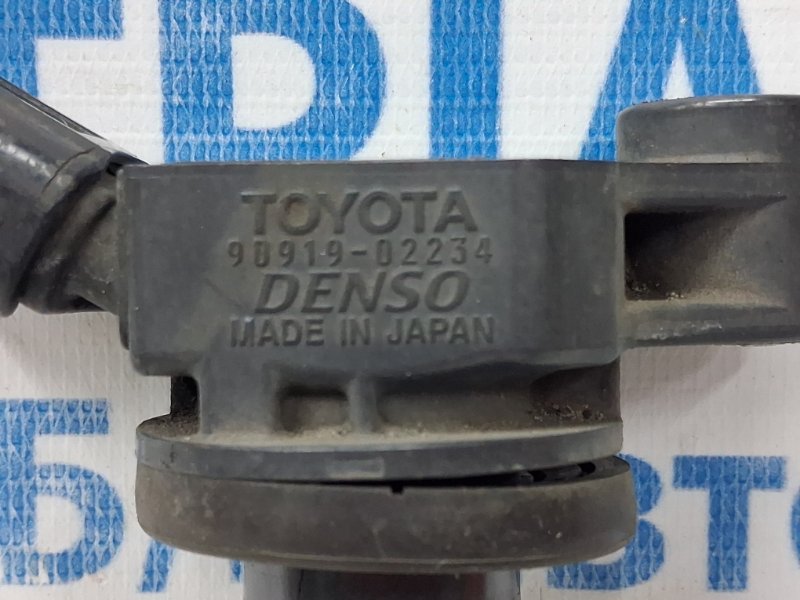 TOYOTA
90919-02234
DENSO
MADE IN JAPAN